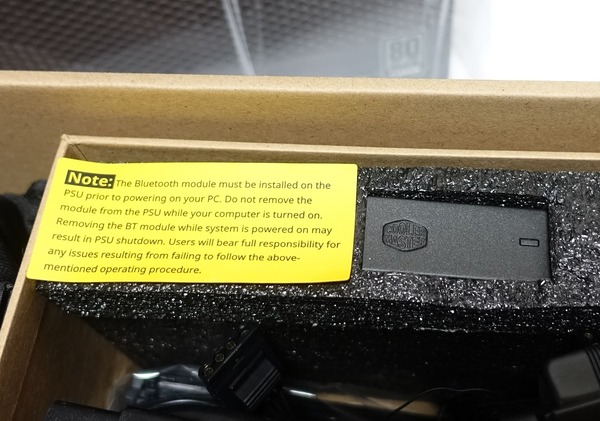 80
Note: The Bluetooth module must be installed on the
PSU prior to powering on your PC. Do not remove the
module from the PSU while your computer is turned on.
Removing the BT module while system is powered on may
result in PSU shutdown. Users will bear full responsibility for
any issues resulting from failing to follow the above-
mentioned operating procedure.
COOLER
MASTER